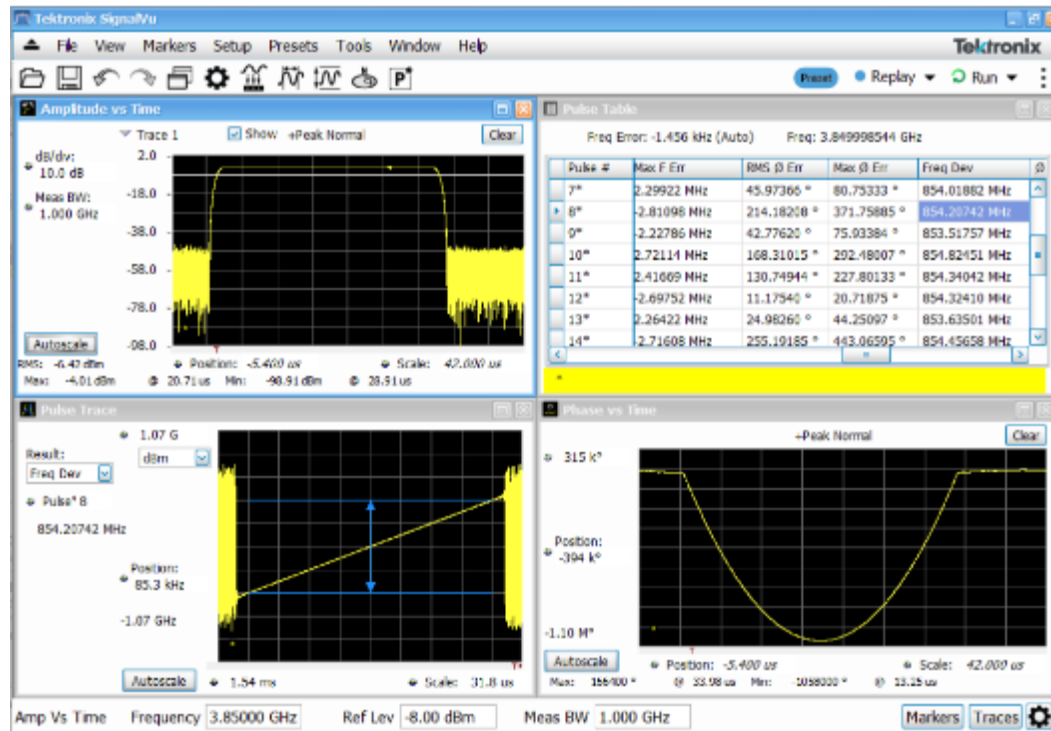 Tektronix SignalVu
File View Markers Setup Presets Tools Window Help
Tektronix
Preset Replay Run
Amplitude vs Time
Trace 1 Show +Peak Normal Clear
dB/div:
10.0 dB
Meas BW:
1.000 GHz
2.0
-18.0
-38.0
-58.0
-78.0
-98.0
Autoscale
Position: -5.400 us Scale: 42.000 us
RMS: -6.42 dBm
Max: -4.01 dBm @ 20.71 us Min: -90.91 dBm @ 28.91 us
Pulse Table
Freq Error: -1.456 kHz (Auto) Freq: 3.849998544 GHz
Pulse # Max F Err RMS Ø Err Max Ø Err Freq Dev Ø
7* 2.29922 MHz 45.97366 ° 80.75333 ° 854.01882 MHz
8* -2.81098 MHz 214.18208 ° 371.75885 ° 854.20742 MHz
9* -2.22786 MHz 42.77620 ° 75.93384 ° 853.51757 MHz
10* 2.72114 MHz 168.31015 ° 292.48007 ° 854.82451 MHz
11* 2.41669 MHz 130.74944 ° 227.80133 ° 854.34042 MHz
12* -2.69752 MHz 11.17540 ° 20.71875 ° 854.32410 MHz
13* 2.26422 MHz 24.98260 ° 44.25097 ° 853.63501 MHz
14* -2.71608 MHz 255.19185 ° 443.06595 ° 854.45658 MHz
Pulse Trace
1.07 G
Result:
dBm
Freq Dev
Pulse* 8
854.20742 MHz
Position:
85.3 kHz
-1.07 GHz
Autoscale 1.54 ms Scale: 31.8 us
Phase vs Time
+Peak Normal Clear
315 k°
Position:
-394 k°
-1.10 M°
Autoscale Position: -5.400 us Scale: 42.000 us
Max: 156400 ° @ 33.98 us Min: -1058000 ° @ 13.25 us
Amp Vs Time Frequency 3.85000 GHz Ref Lev -8.00 dBm Meas BW 1.000 GHz Markers Traces